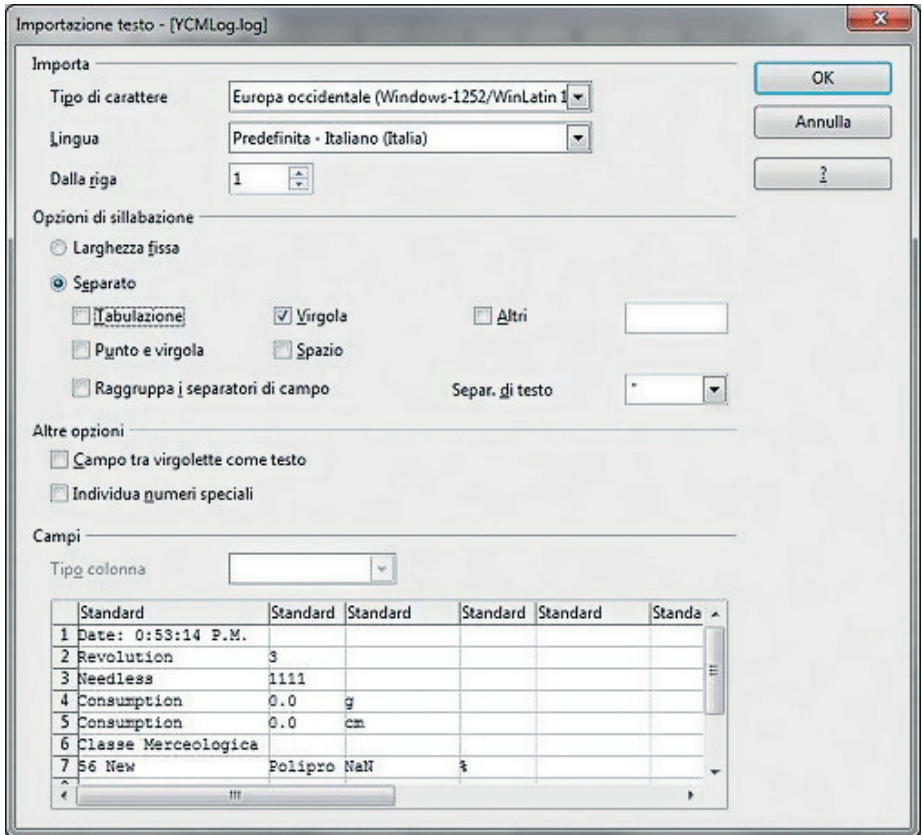 Importazione testo - [YCMLog.log]
Importa
Tipo di carattere Europa occidentale (Windows-1252/WinLatin 1
Lingua Predefinita - Italiano (Italia)
Dalla riga 1
OK
Annulla
?
Opzioni di sillabazione
Larghezza fissa
Separato
Tabulazione Virgola Altri
Punto e virgola Spazio
Raggruppa i separatori di campo Separ. di testo "
Altre opzioni
Campo tra virgolette come testo
Individua numeri speciali
Campi
Tipo colonna
Standard Standard Standard Standard Standard Standa
1 Date: 0:53:14 P.M.
2 Revolution 3
3 Needless 1111
4 Consumption 0.0 g
5 Consumption 0.0 cm
6 Classe Merceologica
7 56 New Polipro NaN %